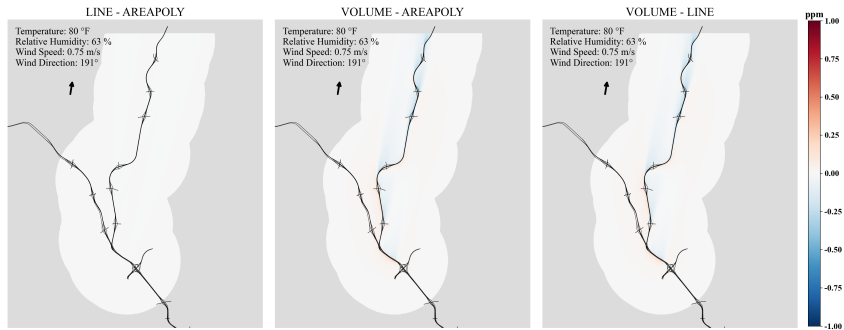 LINE - AREAPOLY
Temperature: 80 °F
Relative Humidity: 63 %
Wind Speed: 0.75 m/s
Wind Direction: 191°
VOLUME - AREAPOLY
Temperature: 80 °F
Relative Humidity: 63 %
Wind Speed: 0.75 m/s
Wind Direction: 191°
VOLUME - LINE
Temperature: 80 °F
Relative Humidity: 63 %
Wind Speed: 0.75 m/s
Wind Direction: 191°
ppm
1.00
0.75
0.50
0.25
0.00
-0.25
-0.50
-0.75
-1.00